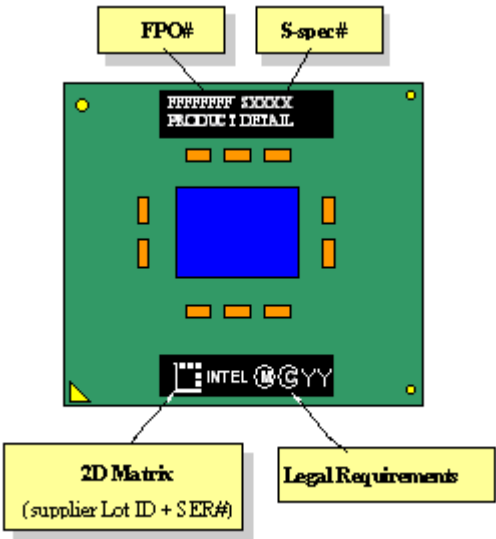 FPO#
S-spec#
FFFFFFFF SXXXX
PRODUCT DETAIL
INTEL Ⓜ Ⓒ YY
2D Matrix
(supplier Lot ID + SER#)
Legal Requirements